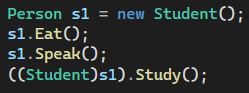 Person s1 = new Student();
s1.Eat();
s1.Speak();
((Student)s1).Study();